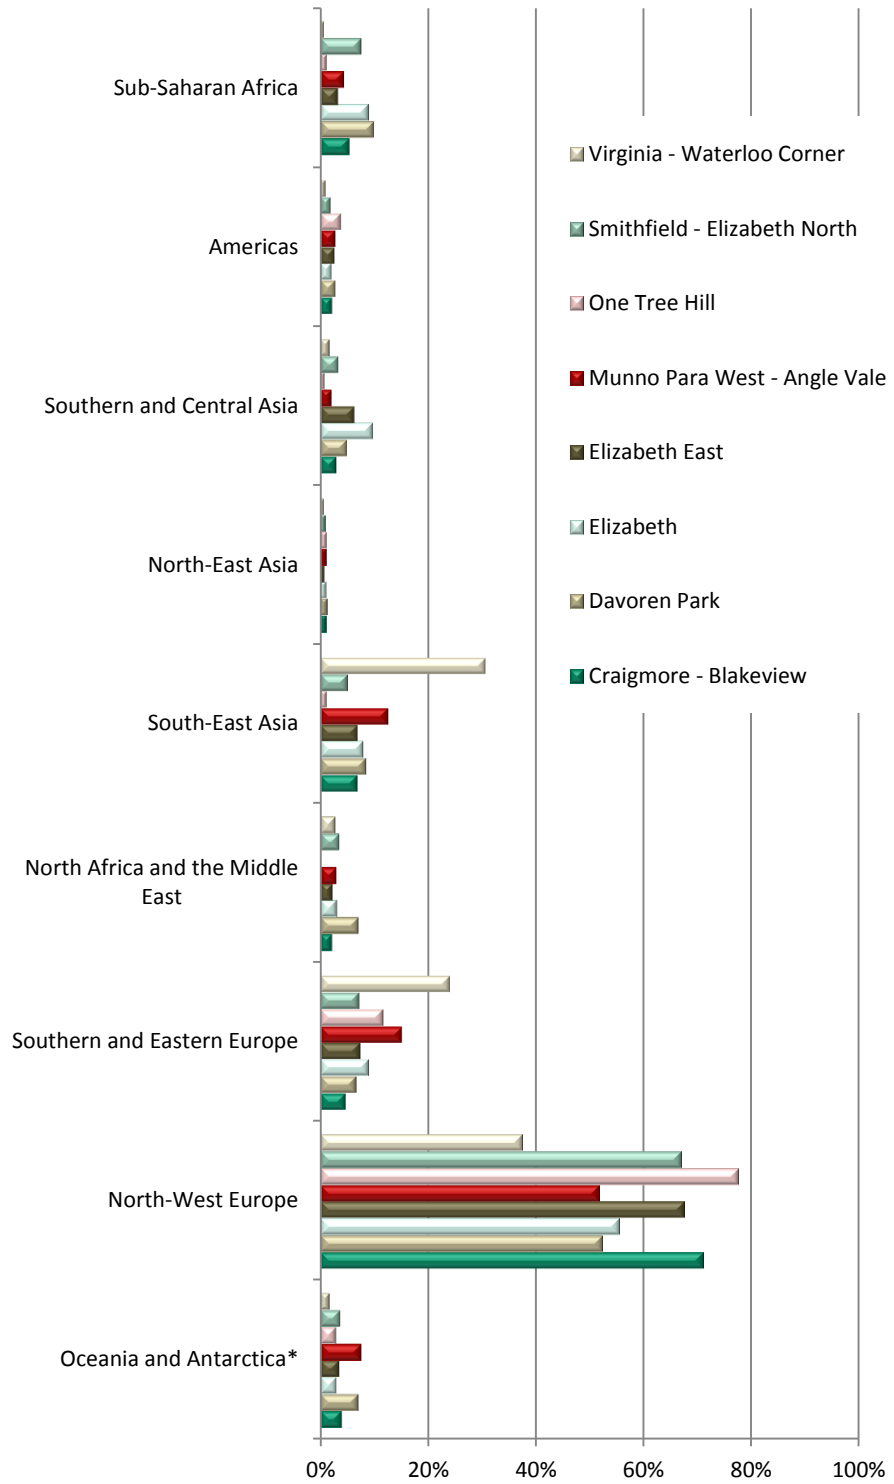 Sub-Saharan Africa
Americas
Southern and Central Asia
North-East Asia
South-East Asia
North Africa and the Middle
East
Southern and Eastern Europe
North-West Europe
Oceania and Antarctica*
Virginia - Waterloo Corner
Smithfield - Elizabeth North
One Tree Hill
Munno Para West - Angle Vale
Elizabeth East
Elizabeth
Davoren Park
Craigmore - Blakeview
0% 20% 40% 60% 80% 100%